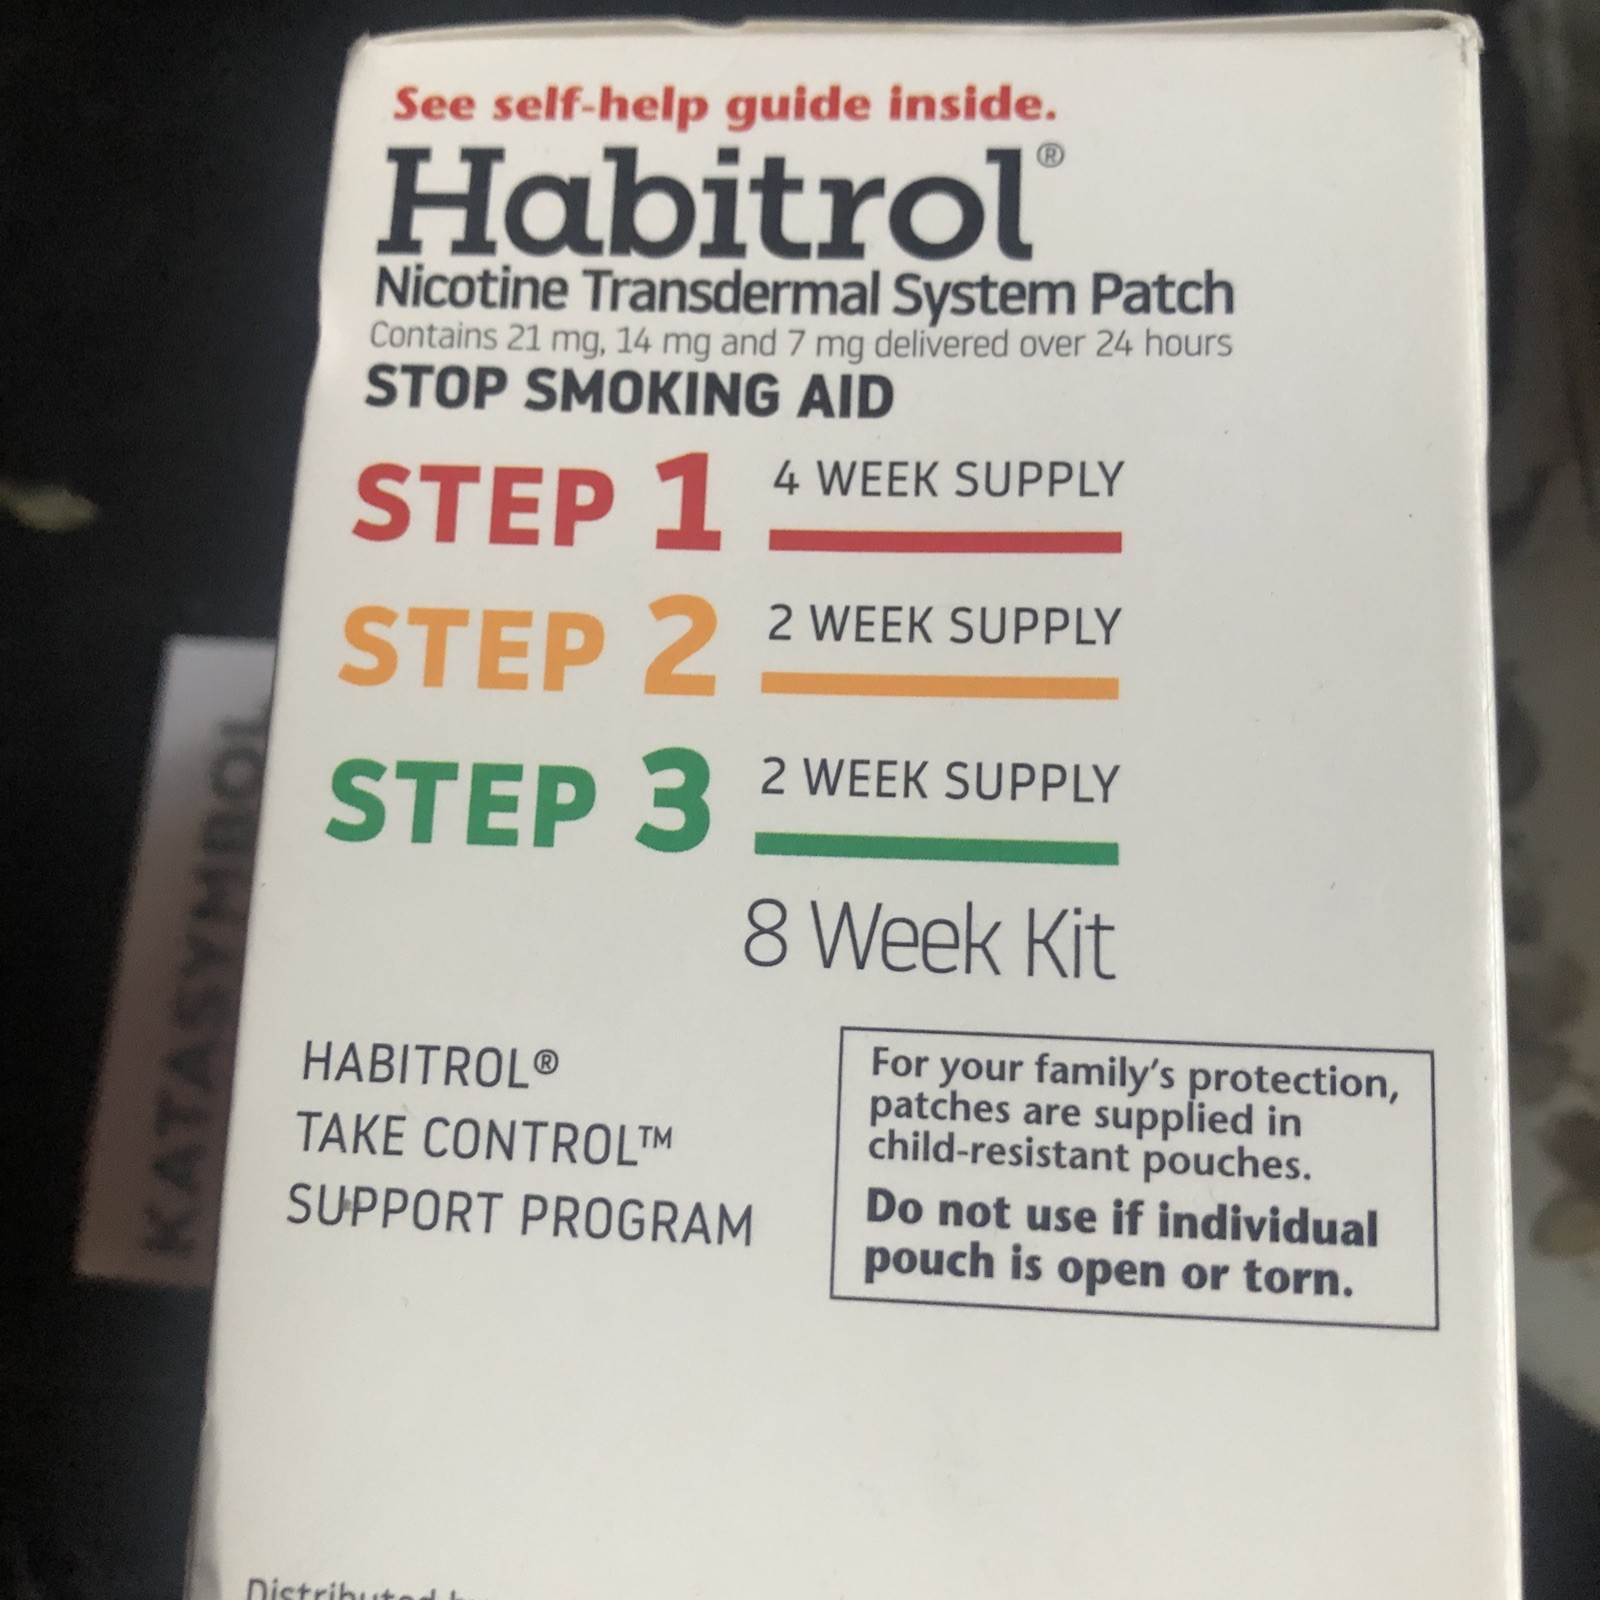 See self-help guide inside.
Habitrol®
Nicotine Transdermal System Patch
Contains 21 mg, 14 mg and 7 mg delivered over 24 hours
STOP SMOKING AID
STEP 1 4 WEEK SUPPLY
STEP 2 2 WEEK SUPPLY
STEP 3 2 WEEK SUPPLY
8 Week Kit
HABITROL®
TAKE CONTROL™
SUPPORT PROGRAM
For your family's protection,
patches are supplied in
child-resistant pouches.
Do not use if individual
pouch is open or torn.
KATASYMBOL
Distributed